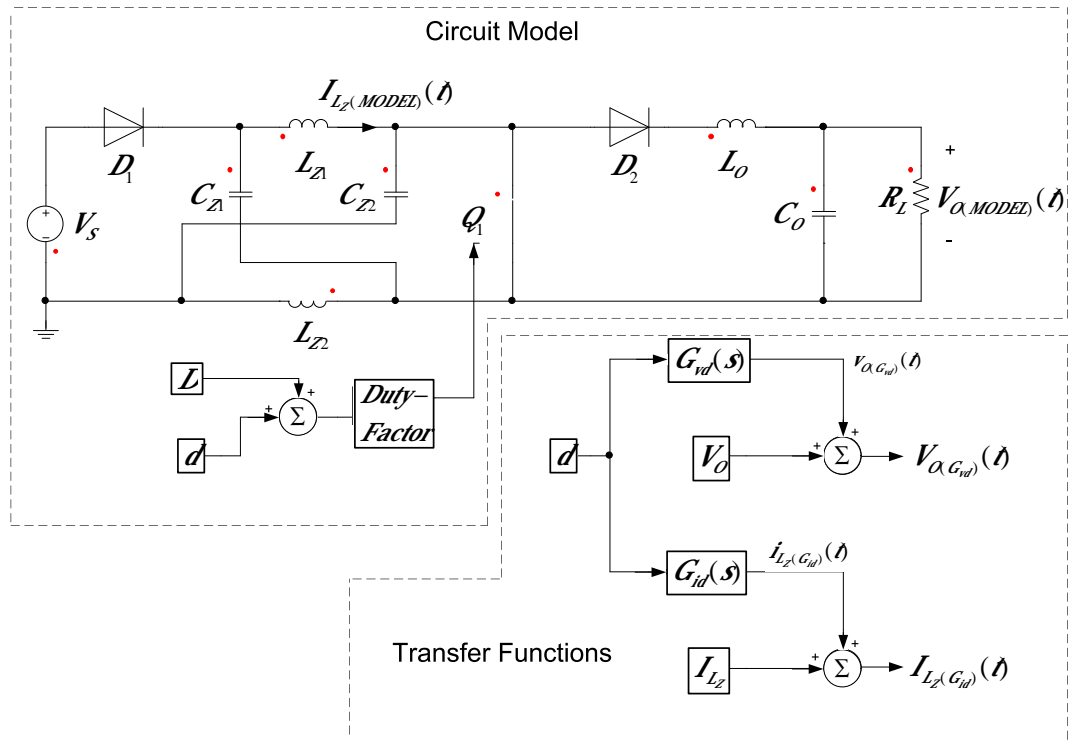 Circuit Model
I_{L_Z(MODEL)}(t)
D_1
L_{Z1}
D_2
L_O
+
C_{Z1}
C_{Z2}
Q_1
C_O
R_L
V_{O(MODEL)}(t)
+
−
V_S
-
L_{Z2}
D
+
+
Σ
Duty−
Factor
d
G_{vd}(s)
v_{O(G_{vd})}(t)
d
V_O
+
+
Σ
V_{O(G_{vd})}(t)
G_{id}(s)
i_{L_Z(G_{id})}(t)
Transfer Functions
I_{L_Z}
+
+
Σ
I_{L_Z(G_{id})}(t)